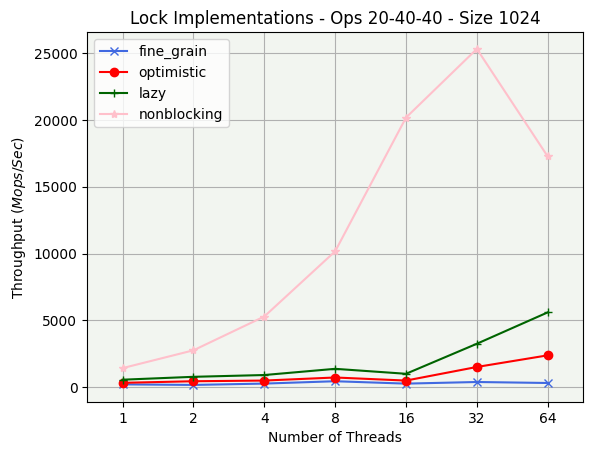 Lock Implementations - Ops 20-40-40 - Size 1024
fine_grain
optimistic
lazy
nonblocking
Throughput (Mops/Sec)
25000
20000
15000
10000
5000
0
1 2 4 8 16 32 64
Number of Threads